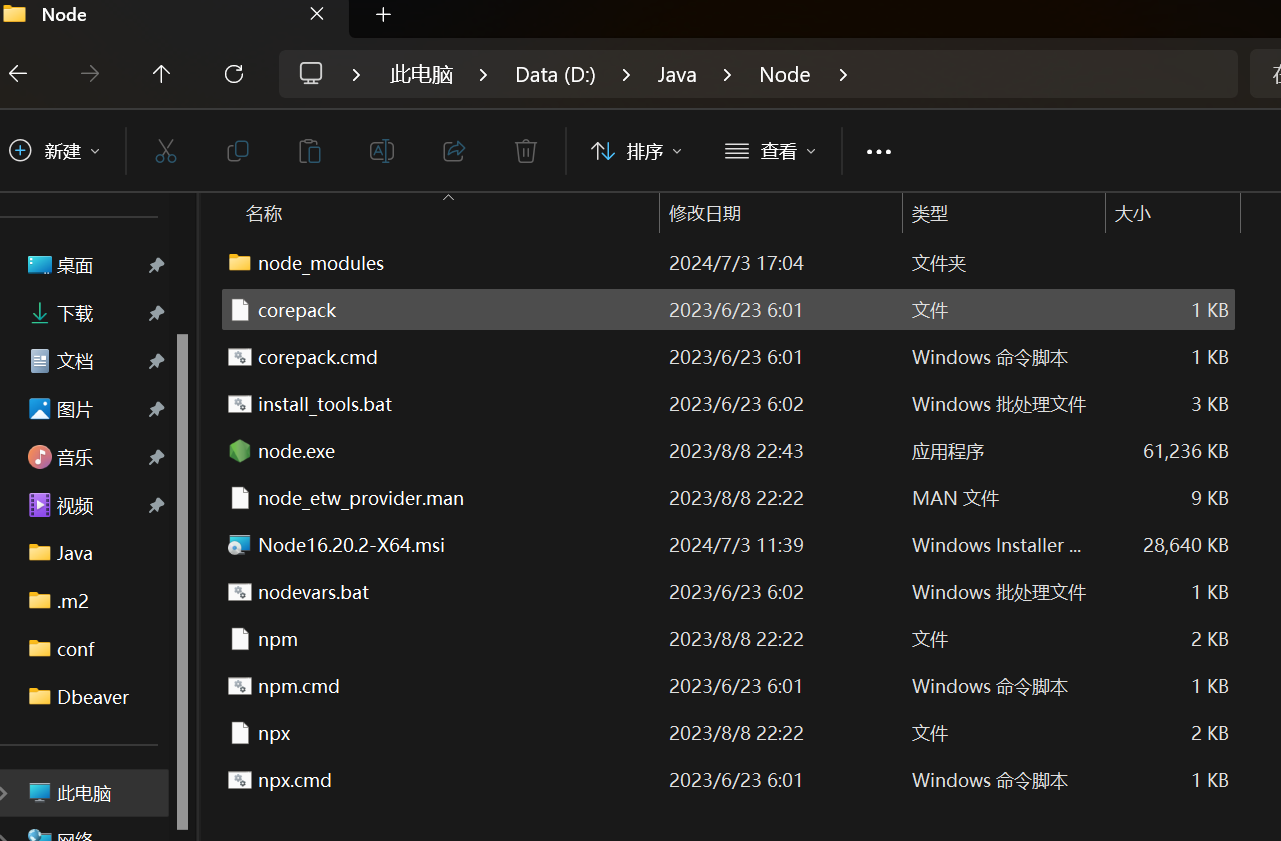 Node
此电脑 Data (D:) Java Node
新建 排序 查看
名称 修改日期 类型 大小
桌面
下载
文档
图片
音乐
视频
Java
.m2
conf
Dbeaver
此电脑
网络
node_modules 2024/7/3 17:04 文件夹
corepack 2023/6/23 6:01 文件 1 KB
corepack.cmd 2023/6/23 6:01 Windows 命令脚本 1 KB
install_tools.bat 2023/6/23 6:02 Windows 批处理文件 3 KB
node.exe 2023/8/8 22:43 应用程序 61,236 KB
node_etw_provider.man 2023/8/8 22:22 MAN 文件 9 KB
Node16.20.2-X64.msi 2024/7/3 11:39 Windows Installer ... 28,640 KB
nodevars.bat 2023/6/23 6:02 Windows 批处理文件 1 KB
npm 2023/8/8 22:22 文件 2 KB
npm.cmd 2023/6/23 6:01 Windows 命令脚本 1 KB
npx 2023/8/8 22:22 文件 2 KB
npx.cmd 2023/6/23 6:01 Windows 命令脚本 1 KB